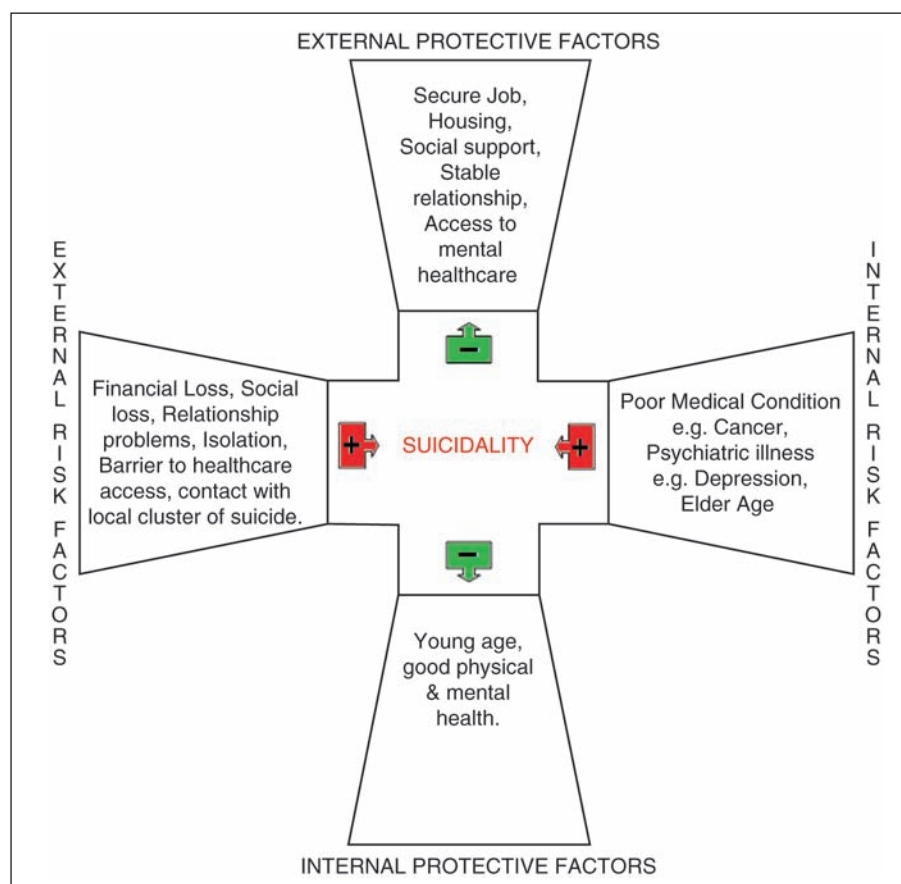 EXTERNAL PROTECTIVE FACTORS
Secure Job,
Housing,
Social support,
Stable
relationship,
Access to
mental
healthcare
EXTERNAL RISK FACTORS
Financial Loss, Social
loss, Relationship
problems, Isolation,
Barrier to healthcare
access, contact with
local cluster of suicide.
-
+
SUICIDALITY
+
-
Poor Medical Condition
e.g. Cancer,
Psychiatric illness
e.g. Depression,
Elder Age
INTERNAL RISK FACTORS
Young age,
good physical
& mental
health.
INTERNAL PROTECTIVE FACTORS